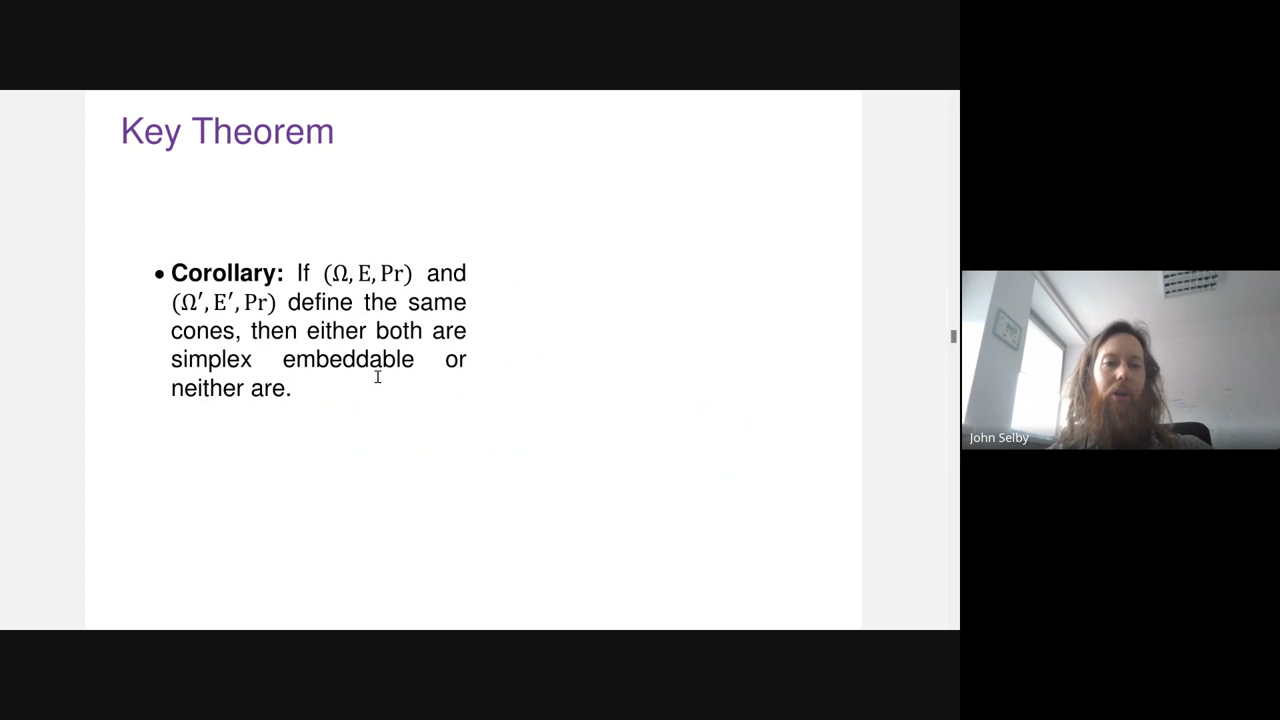 Key Theorem
• Corollary: If (Ω, E, Pr) and
(Ω′, E′, Pr) define the same
cones, then either both are
simplex embeddable or
neither are.
John Selby